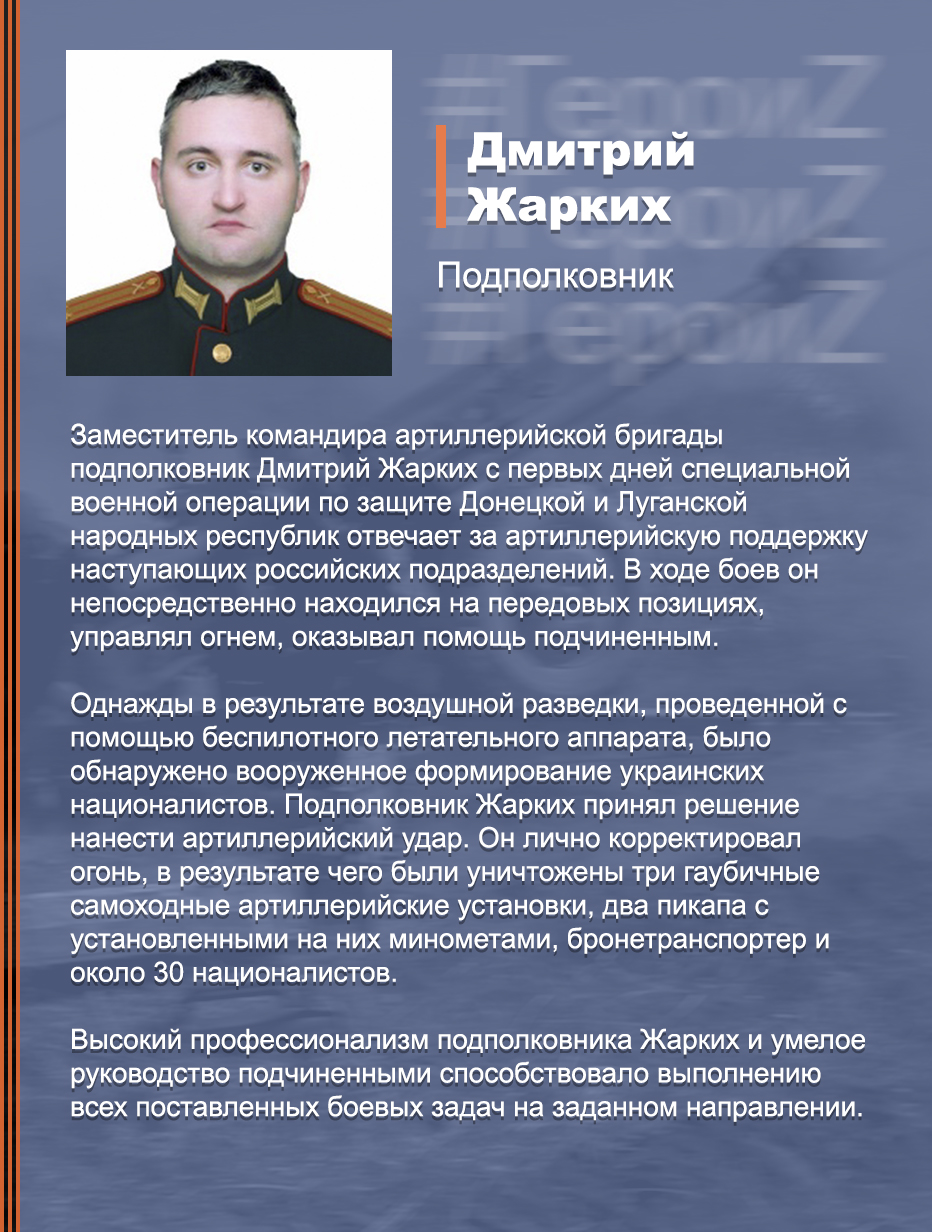 #ГероиZ
Дмитрий
#ГероиZ
Жарких
Подполковник
#ГероиZ
Заместитель командира артиллерийской бригады
подполковник Дмитрий Жарких с первых дней специальной
военной операции по защите Донецкой и Луганской
народных республик отвечает за артиллерийскую поддержку
наступающих российских подразделений. В ходе боев он
непосредственно находился на передовых позициях,
управлял огнем, оказывал помощь подчиненным.
Однажды в результате воздушной разведки, проведенной с
помощью беспилотного летательного аппарата, было
обнаружено вооруженное формирование украинских
националистов. Подполковник Жарких принял решение
нанести артиллерийский удар. Он лично корректировал
огонь, в результате чего были уничтожены три гаубичные
самоходные артиллерийские установки, два пикапа с
установленными на них минометами, бронетранспортер и
около 30 националистов.
Высокий профессионализм подполковника Жарких и умелое
руководство подчиненными способствовало выполнению
всех поставленных боевых задач на заданном направлении.